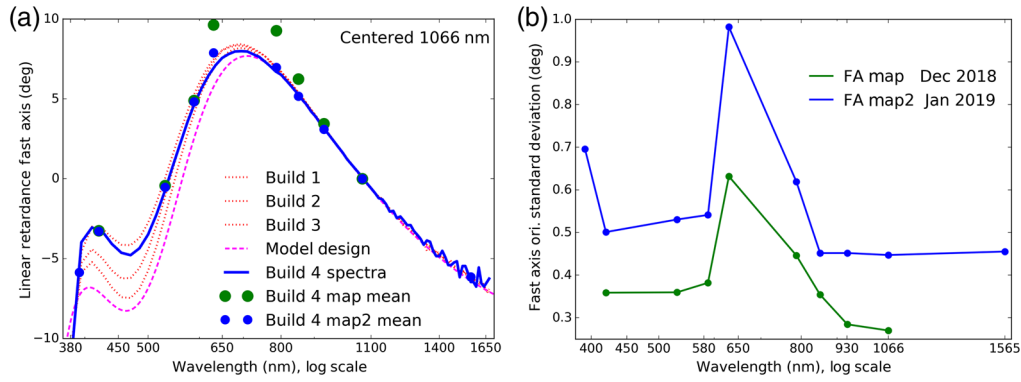 (a)
Centered 1066 nm
Linear retardance fast axis (deg)
10
5
0
−5
−10
Build 1
Build 2
Build 3
Model design
Build 4 spectra
Build 4 map mean
Build 4 map2 mean
380 450 500 650 800 1100 1400 1650
Wavelength (nm), log scale
(b)
Fast axis ori. standard deviation (deg)
1.0
0.9
0.8
0.7
0.6
0.5
0.4
0.3
FA map Dec 2018
FA map2 Jan 2019
400 450 500 580 650 800 930 1066 1565
Wavelength (nm), log scale